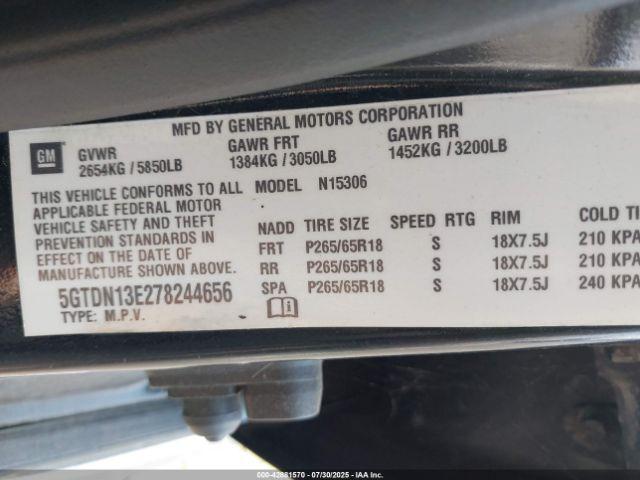 MFD BY GENERAL MOTORS CORPORATION
GM
GVWR GAWR FRT GAWR RR
2654KG / 5850LB 1384KG / 3050LB 1452KG / 3200LB
THIS VEHICLE CONFORMS TO ALL
APPLICABLE FEDERAL MOTOR
VEHICLE SAFETY AND THEFT
PREVENTION STANDARDS IN
EFFECT ON THE DATE OF
MANUFACTURE SHOWN ABOVE.
5GTDN13E278244656
TYPE: M.P.V.
MODEL N15306
NADD TIRE SIZE SPEED RTG RIM COLD TI
FRT P265/65R18 S 18X7.5J 210 KPA
RR P265/65R18 S 18X7.5J 210 KPA
SPA P265/65R18 S 18X7.5J 240 KPA
000-42881570 07/30/2025 IAAI.COM